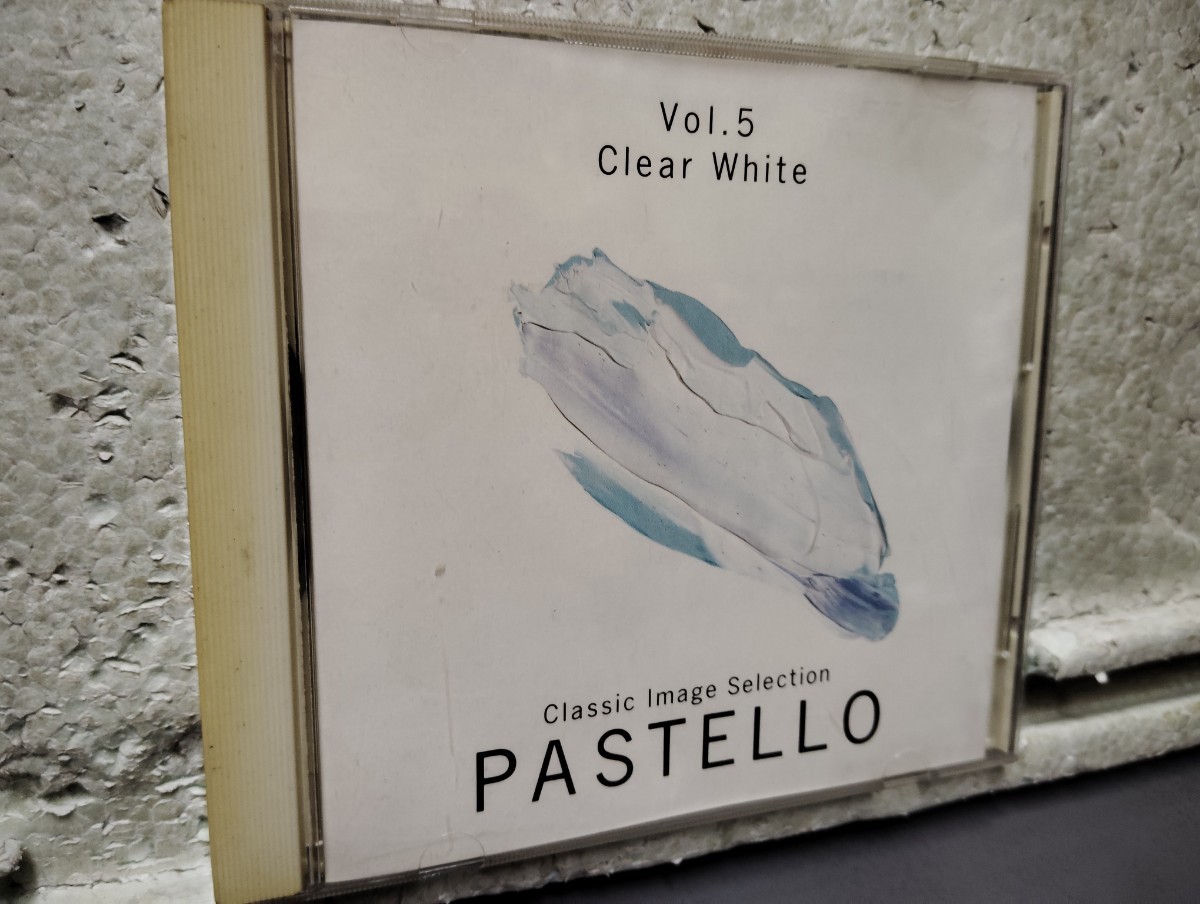 Vol.5
Clear White
Classic Image Selection
PASTELLO